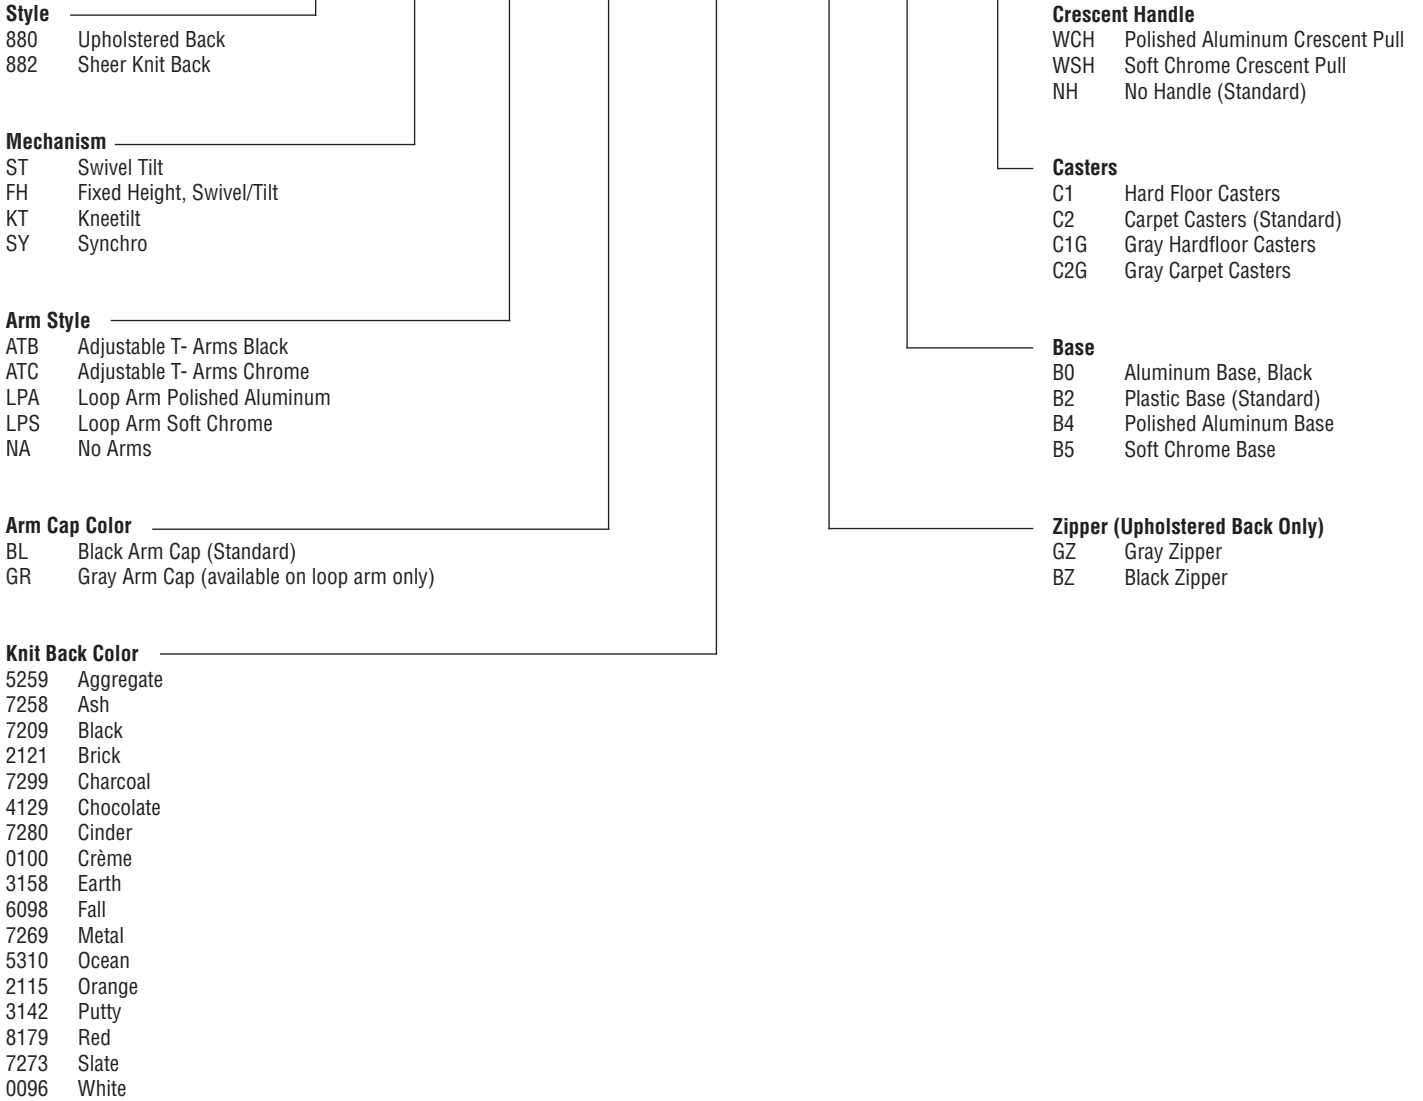 Style
880 Upholstered Back
882 Sheer Knit Back
Mechanism
ST Swivel Tilt
FH Fixed Height, Swivel/Tilt
KT Kneetilt
SY Synchro
Arm Style
ATB Adjustable T- Arms Black
ATC Adjustable T- Arms Chrome
LPA Loop Arm Polished Aluminum
LPS Loop Arm Soft Chrome
NA No Arms
Arm Cap Color
BL Black Arm Cap (Standard)
GR Gray Arm Cap (available on loop arm only)
Knit Back Color
5259 Aggregate
7258 Ash
7209 Black
2121 Brick
7299 Charcoal
4129 Chocolate
7280 Cinder
0100 Crème
3158 Earth
6098 Fall
7269 Metal
5310 Ocean
2115 Orange
3142 Putty
8179 Red
7273 Slate
0096 White
Crescent Handle
WCH Polished Aluminum Crescent Pull
WSH Soft Chrome Crescent Pull
NH No Handle (Standard)
Casters
C1 Hard Floor Casters
C2 Carpet Casters (Standard)
C1G Gray Hardfloor Casters
C2G Gray Carpet Casters
Base
B0 Aluminum Base, Black
B2 Plastic Base (Standard)
B4 Polished Aluminum Base
B5 Soft Chrome Base
Zipper (Upholstered Back Only)
GZ Gray Zipper
BZ Black Zipper